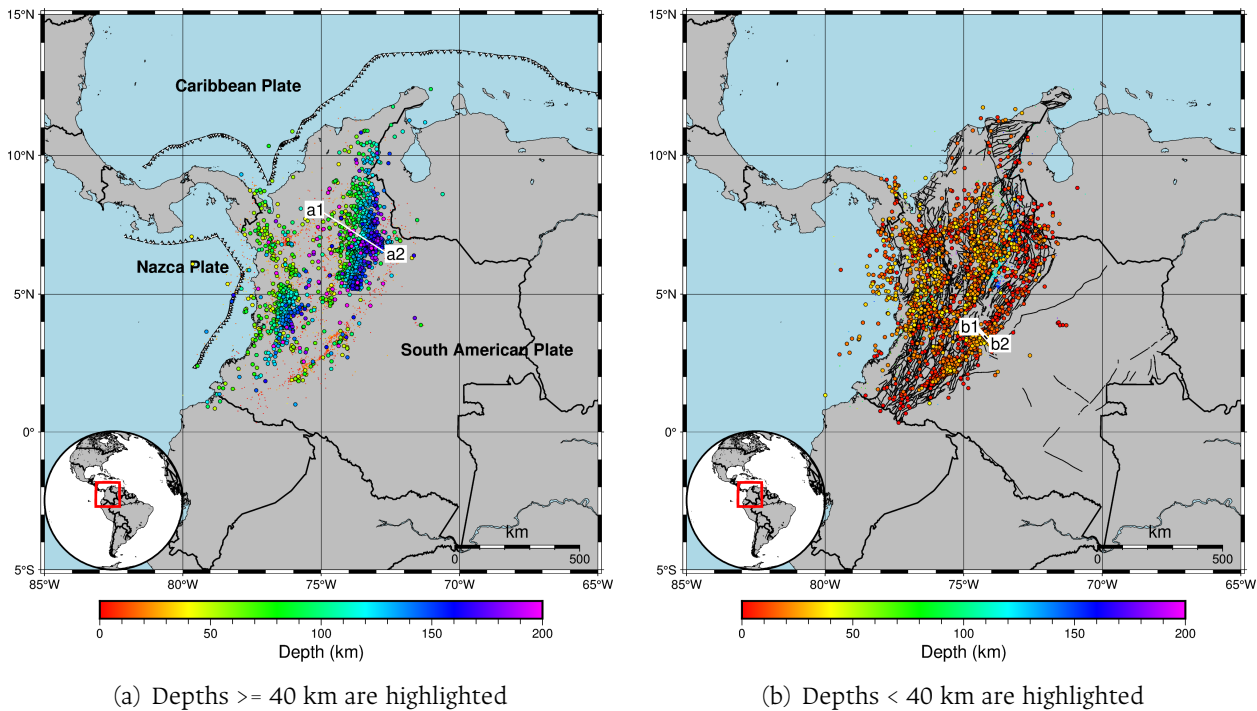 15°N
10°N
5°N
0°
5°S
85°W
80°W
75°W
70°W
65°W
Caribbean Plate
Nazca Plate
South American Plate
a1
a2
km
0
500
0
50
100
150
200
Depth (km)
(a) Depths >= 40 km are highlighted
15°N
10°N
5°N
0°
5°S
85°W
80°W
75°W
70°W
65°W
b1
b2
km
0
500
0
50
100
150
200
Depth (km)
(b) Depths < 40 km are highlighted